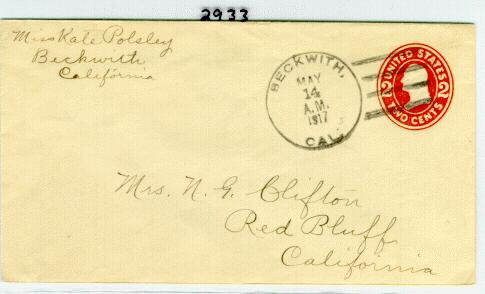 2933
Miss Kate Polsley
Beckwith,
California
BECKWITH,
MAY
14
A.M.
1917
CAL.
UNITED STATES
2 2
TWO CENTS
Mrs. N. G. Clifton
Red Bluff
California